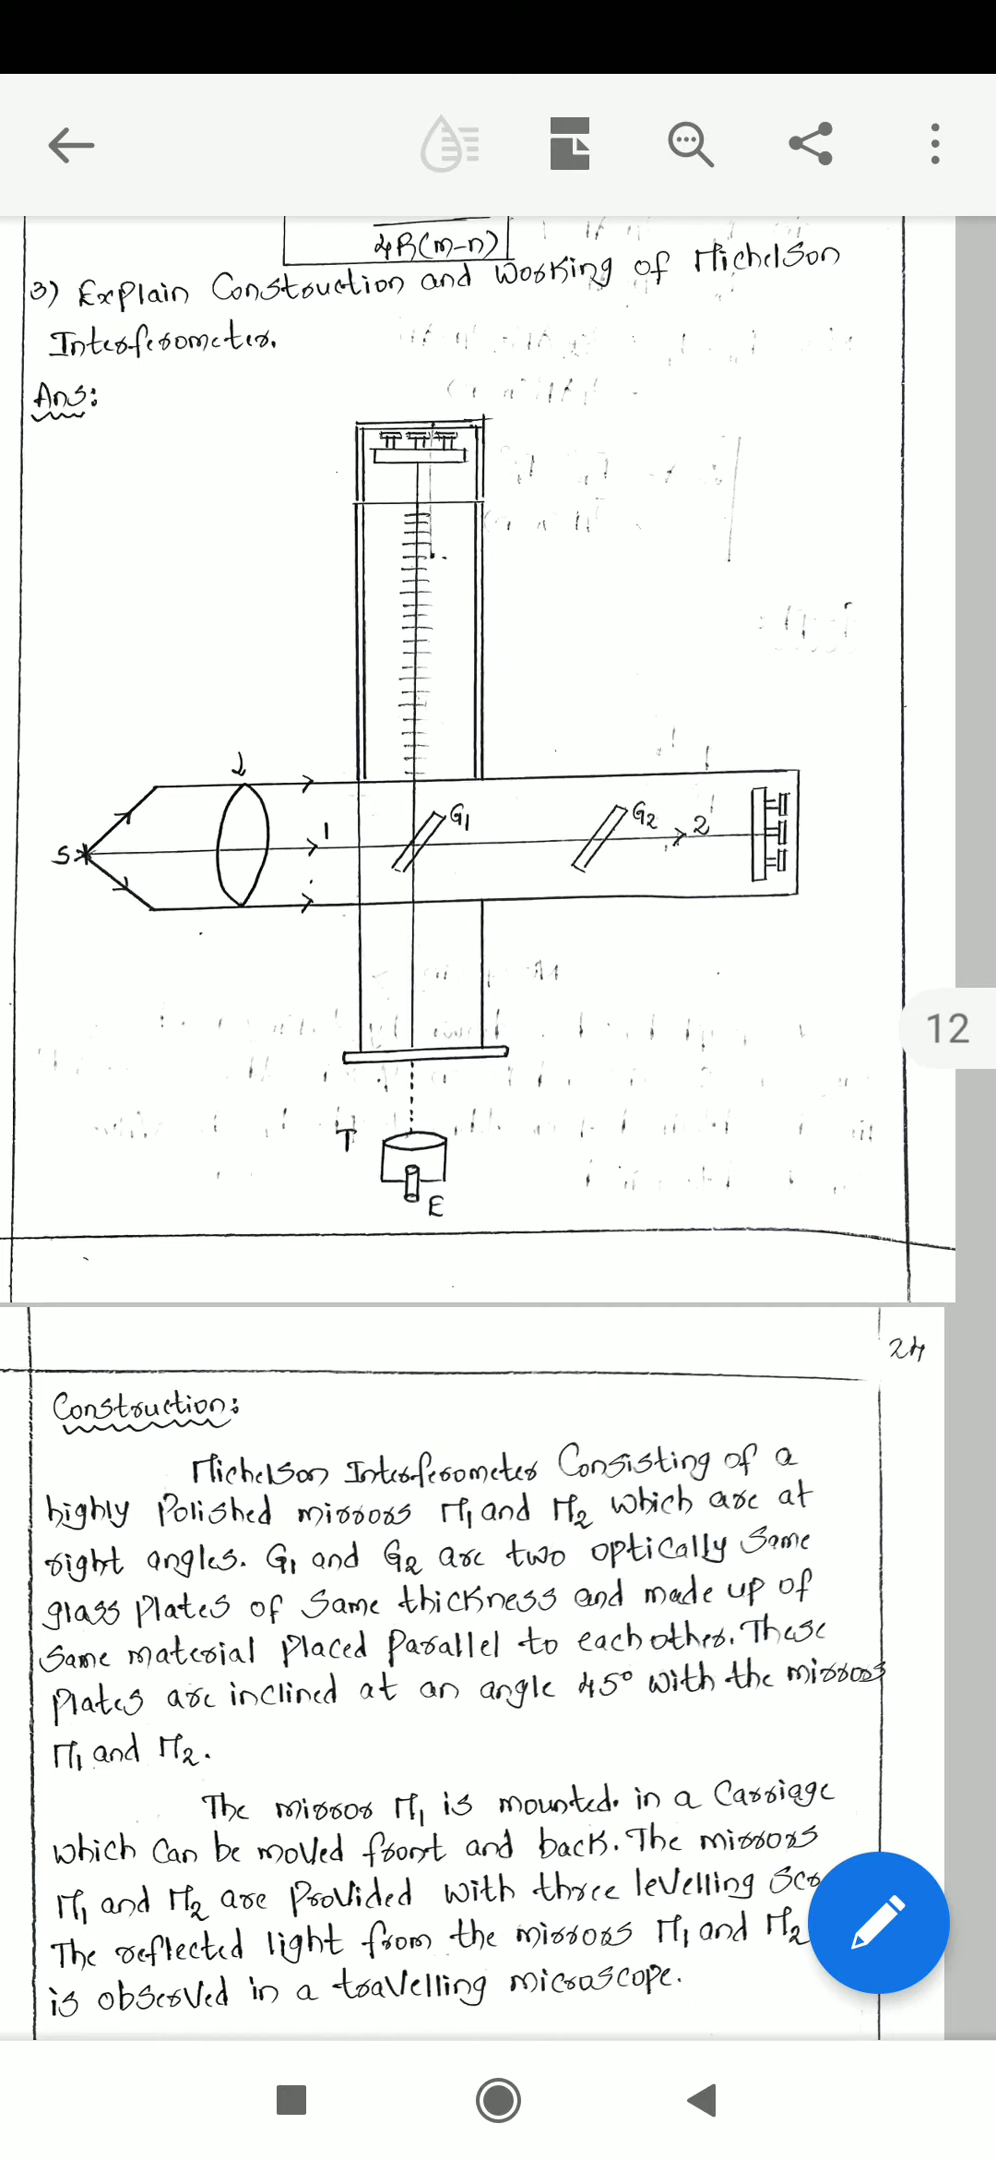 4R(m-n)
3) Explain Construction and Working of Michelson
Interferometer.
Ans:
L
G1
G2
S
1
2
T
E
12
24
Construction:
Michelson Interferometer Consisting of a
highly Polished mirrors M1 and M2 which are at
right angles. G1 and G2 are two optically Same
glass Plates of Same thickness and made up of
Same material Placed Parallel to each other. These
Plates are inclined at an angle 45° with the mirrors
M1 and M2.
The mirror M1 is mounted in a Carriage
which can be moved front and back. The mirrors
M1 and M2 are Provided with three levelling Scr
The reflected light from the mirrors M1 and M2
is observed in a travelling microscope.